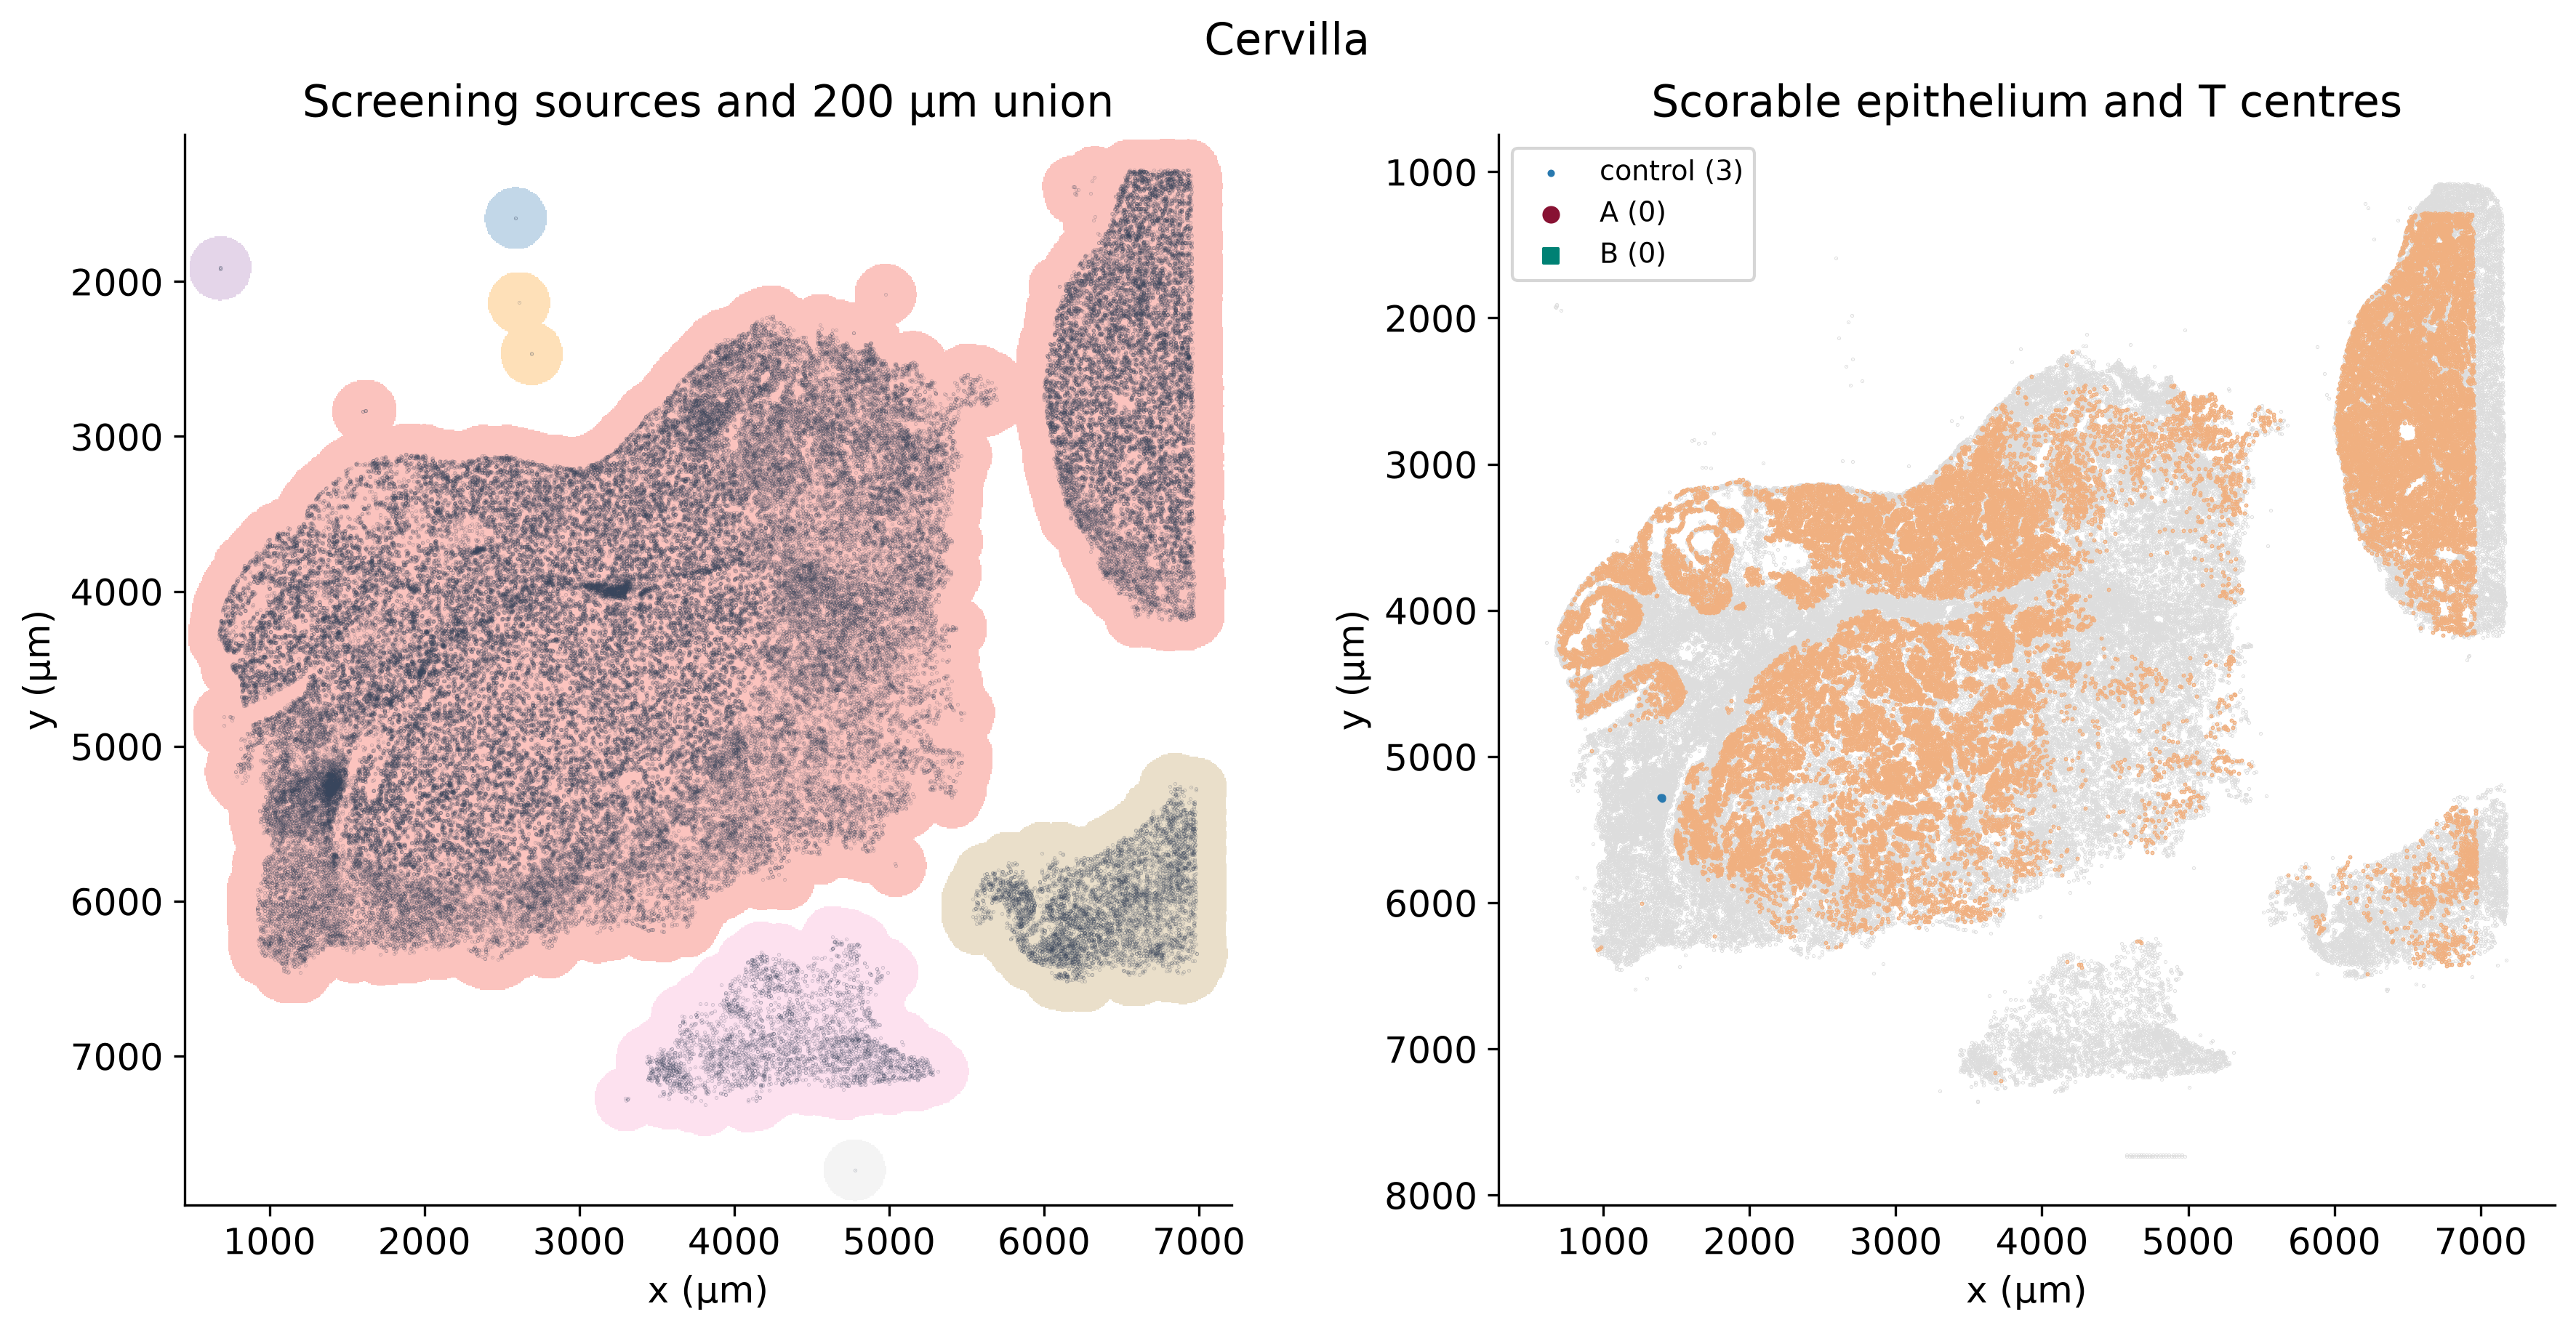 Cervilla
Screening sources and 200 µm union
2000
3000
4000
5000
6000
7000
y (µm)
1000 2000 3000 4000 5000 6000 7000
x (µm)
Scorable epithelium and T centres
control (3)
A (0)
B (0)
1000
2000
3000
4000
5000
6000
7000
8000
y (µm)
1000 2000 3000 4000 5000 6000 7000
x (µm)